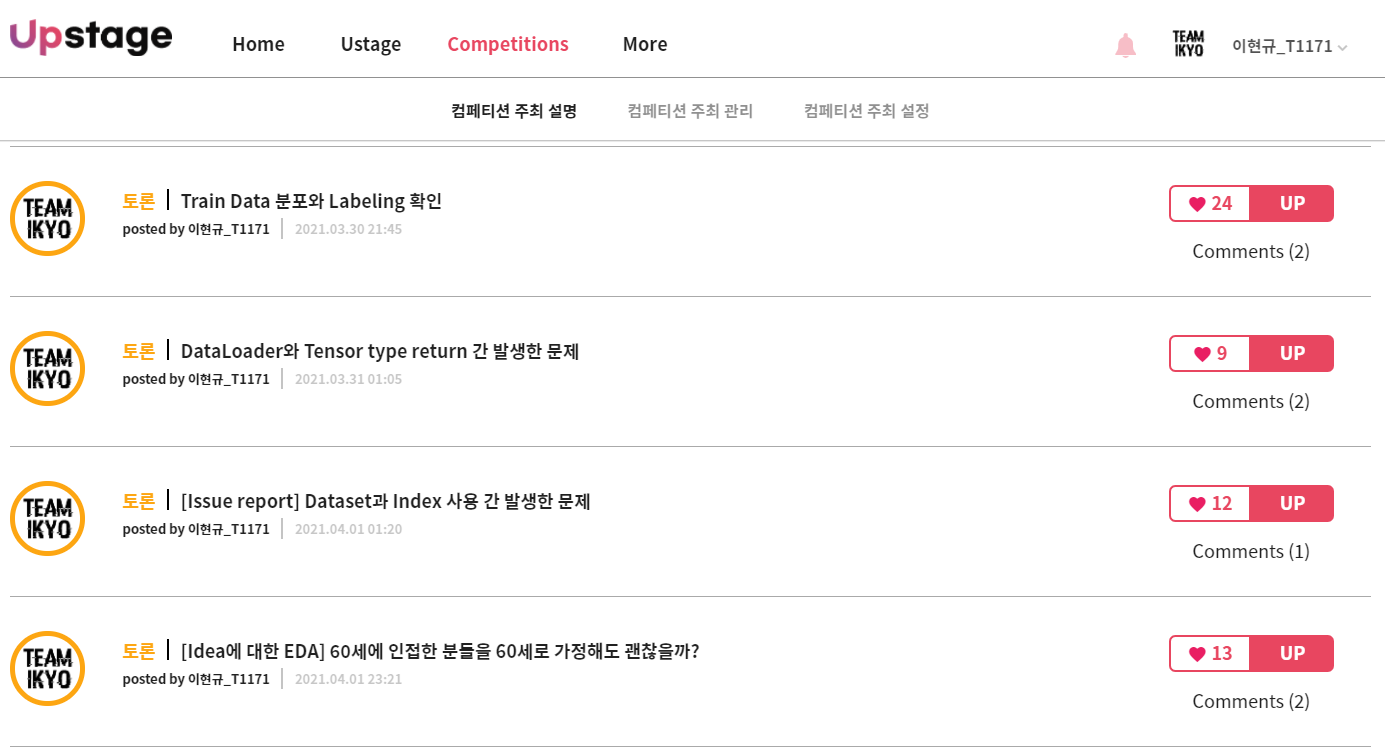 Upstage Home Ustage Competitions More TEAM IKYO 이현규_T1171
컴페티션 주최 설명 컴페티션 주최 관리 컴페티션 주최 설정
TEAM IKYO
토론 | Train Data 분포와 Labeling 확인
posted by 이현규_T1171 | 2021.03.30 21:45
24 UP
Comments (2)
TEAM IKYO
토론 | DataLoader와 Tensor type return 간 발생한 문제
posted by 이현규_T1171 | 2021.03.31 01:05
9 UP
Comments (2)
TEAM IKYO
토론 | [Issue report] Dataset과 Index 사용 간 발생한 문제
posted by 이현규_T1171 | 2021.04.01 01:20
12 UP
Comments (1)
TEAM IKYO
토론 | [Idea에 대한 EDA] 60세에 인접한 분들을 60세로 가정해도 괜찮을까?
posted by 이현규_T1171 | 2021.04.01 23:21
13 UP
Comments (2)